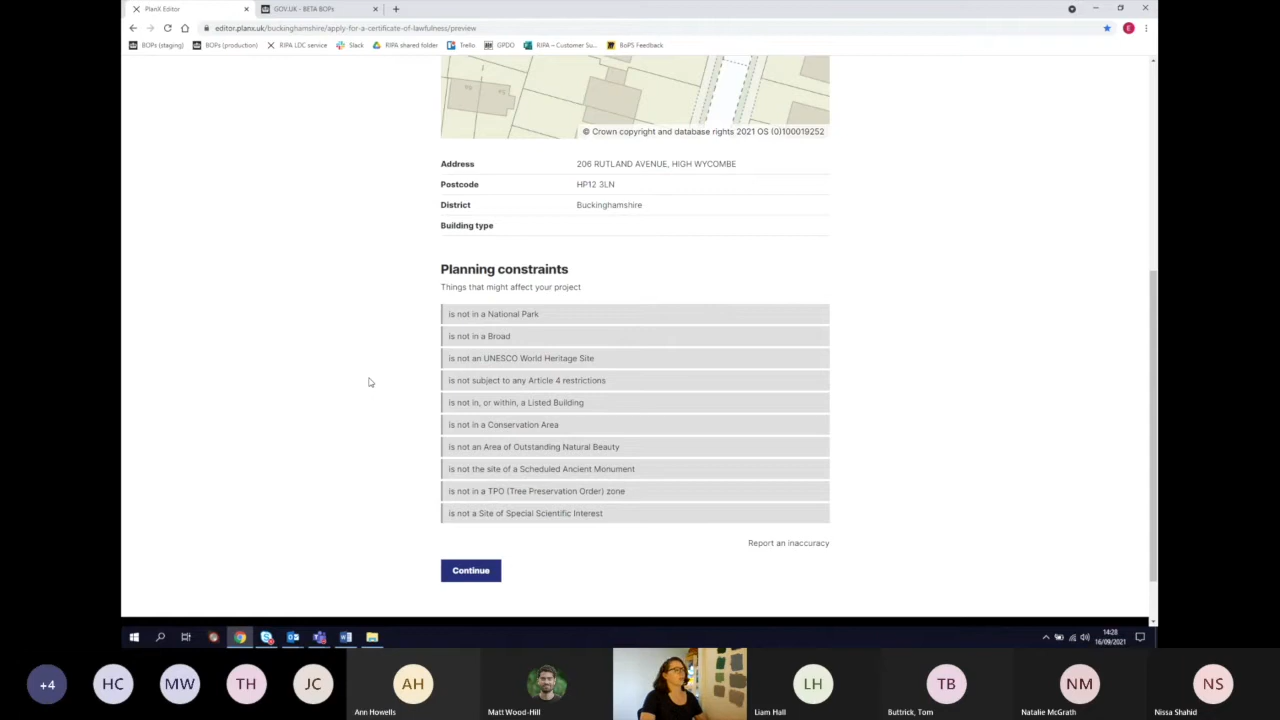 PlanX Editor
GOV.UK - BETA BOPs
editor.planx.uk/buckinghamshire/apply-for-a-certificate-of-lawfulness/preview
E
BOPs (staging)
BOPs (production)
RIPA LDC service
Slack
RIPA shared folder
Trello
GPDO
RIPA – Customer Su...
BoPS Feedback
© Crown copyright and database rights 2021 OS (0)100019252
Address 206 RUTLAND AVENUE, HIGH WYCOMBE
Postcode HP12 3LN
District Buckinghamshire
Building type
Planning constraints
Things that might affect your project
is not in a National Park
is not in a Broad
is not an UNESCO World Heritage Site
is not subject to any Article 4 restrictions
is not in, or within, a Listed Building
is not in a Conservation Area
is not an Area of Outstanding Natural Beauty
is not the site of a Scheduled Ancient Monument
is not in a TPO (Tree Preservation Order) zone
is not a Site of Special Scientific Interest
Report an inaccuracy
Continue
14:28
16/09/2021
+4
HC
MW
TH
JC
AH
Ann Howells
Matt Wood-Hill
LH
Liam Hall
TB
Buttrick, Tom
NM
Natalie McGrath
NS
Nissa Shahid